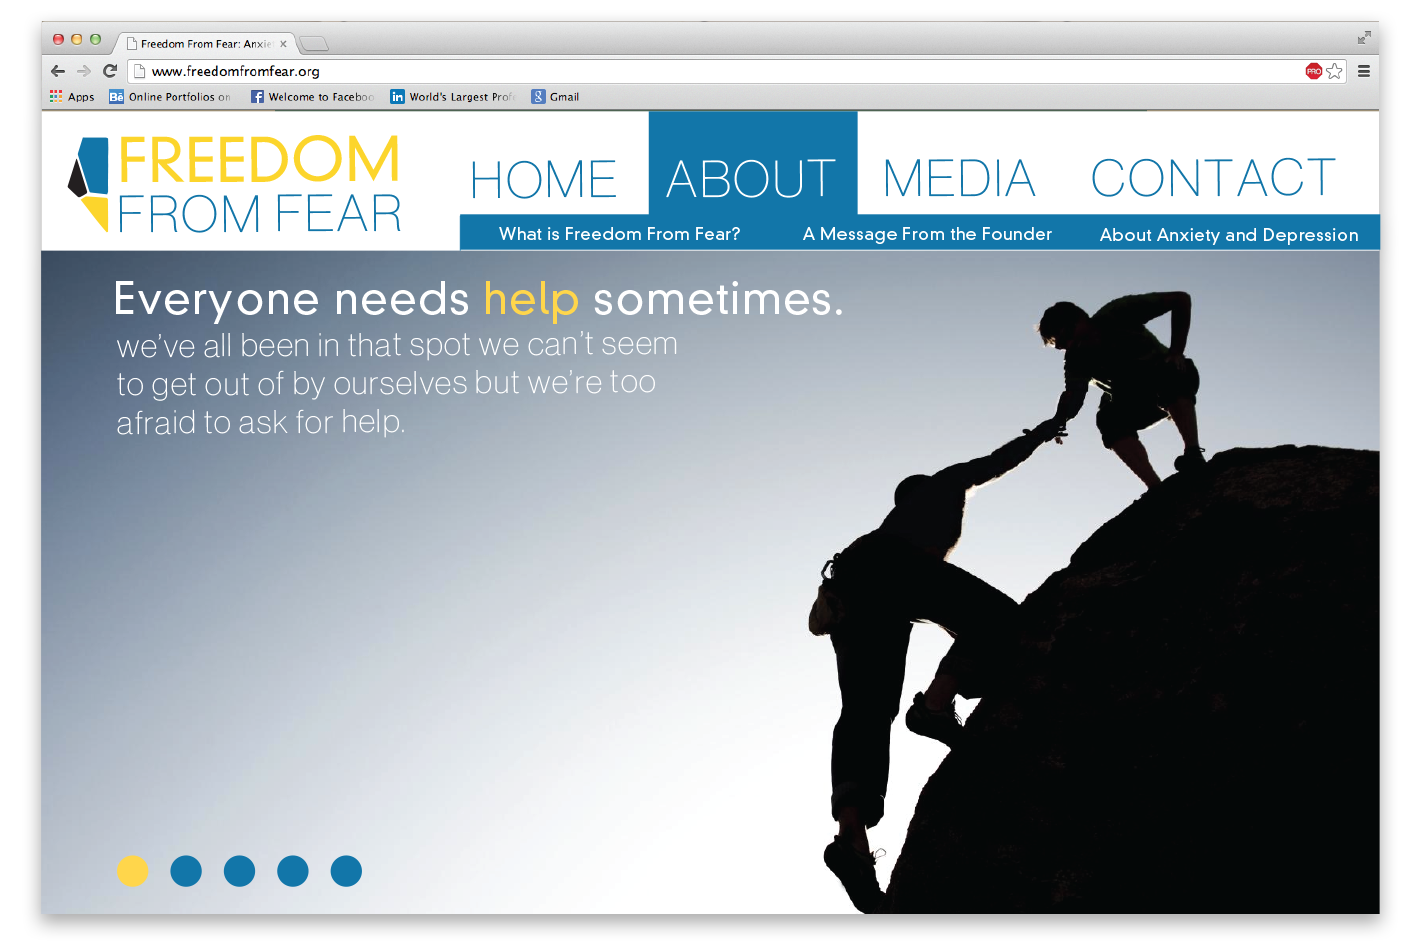 Freedom From Fear: Anxie
www.freedomfromfear.org
PRO
Apps
Bē Online Portfolios on
f Welcome to Faceboo
in World's Largest Prof
g Gmail
FREEDOM
FROM FEAR
HOME
ABOUT
MEDIA
CONTACT
What is Freedom From Fear?
A Message From the Founder
About Anxiety and Depression
Everyone needs help sometimes.
we've all been in that spot we can't seem
to get out of by ourselves but we're too
afraid to ask for help.